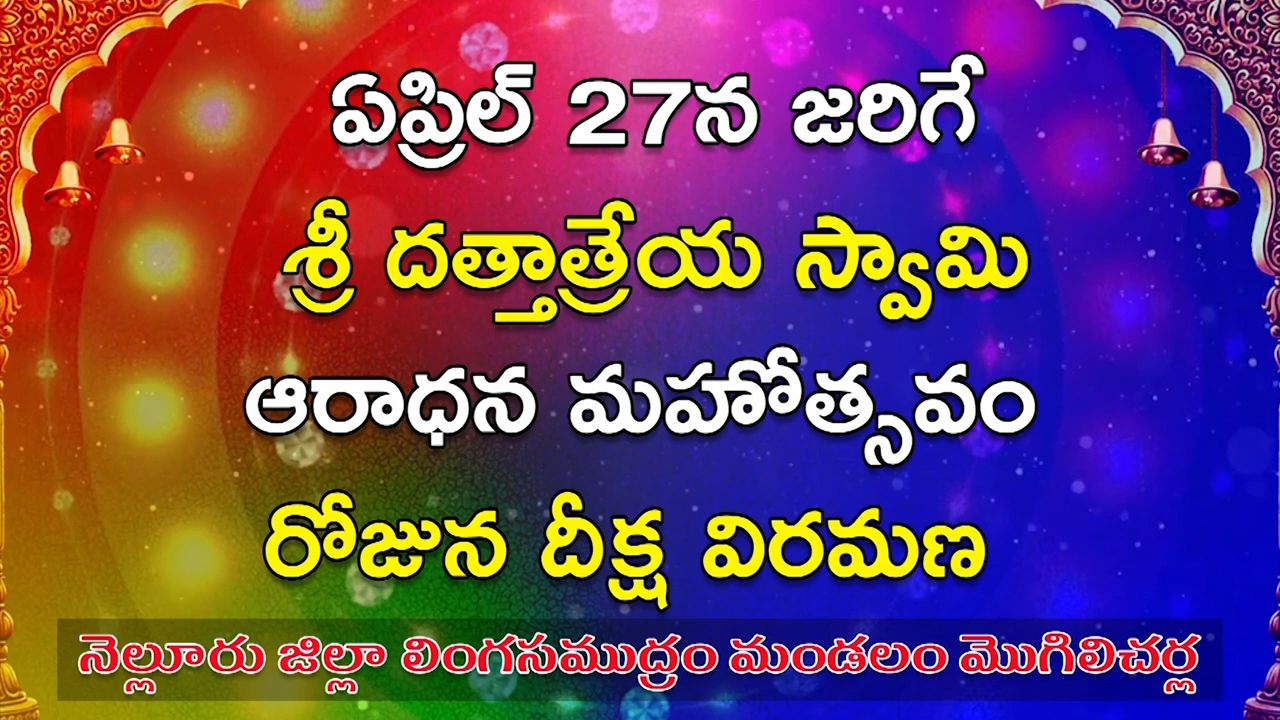 ఏప్రిల్ 27న జరిగే
శ్రీ దత్తాత్రేయ స్వామి
ఆరాధన మహోత్సవం
రోజున దీక్ష విరమణ
నెల్లూరు జిల్లా లింగసముద్రం మండలం మొగిలిచర్ల